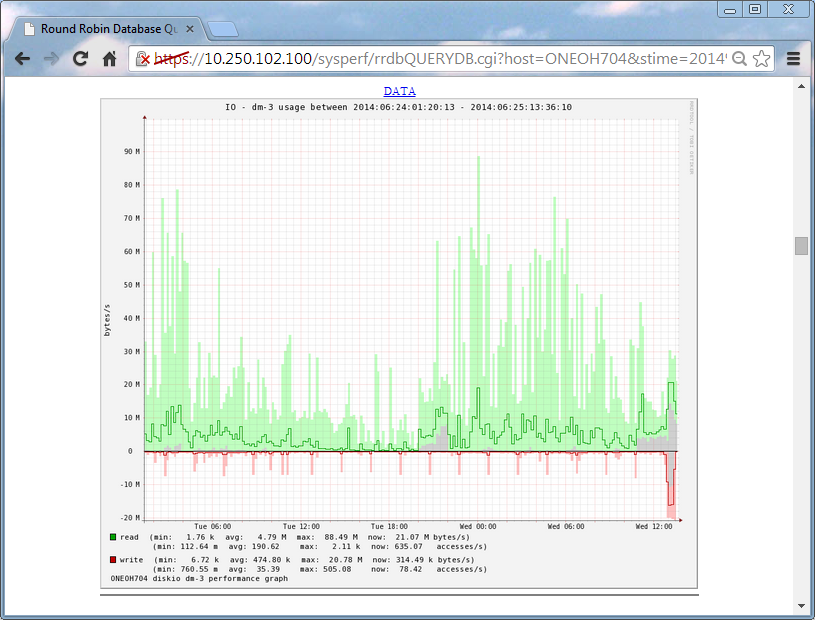 Round Robin Database Qu
https://10.250.102.100/sysperf/rrdbQUERYDB.cgi?host=ONEOH704&stime=2014
DATA
IO - dm-3 usage between 2014:06:24:01:20:13 - 2014:06:25:13:36:10
RRDTOOL / TOBI OETIKER
bytes/s
90 M
80 M
70 M
60 M
50 M
40 M
30 M
20 M
10 M
0
-10 M
-20 M
Tue 06:00 Tue 12:00 Tue 18:00 Wed 00:00 Wed 06:00 Wed 12:00
read (min: 1.76 k avg: 4.79 M max: 88.49 M now: 21.07 M bytes/s)
(min: 112.64 m avg: 190.62 max: 2.11 k now: 635.07 accesses/s)
write (min: 6.72 k avg: 474.80 k max: 20.78 M now: 314.49 k bytes/s)
(min: 760.55 m avg: 35.39 max: 505.08 now: 78.42 accesses/s)
ONEOH704 diskio dm-3 performance graph